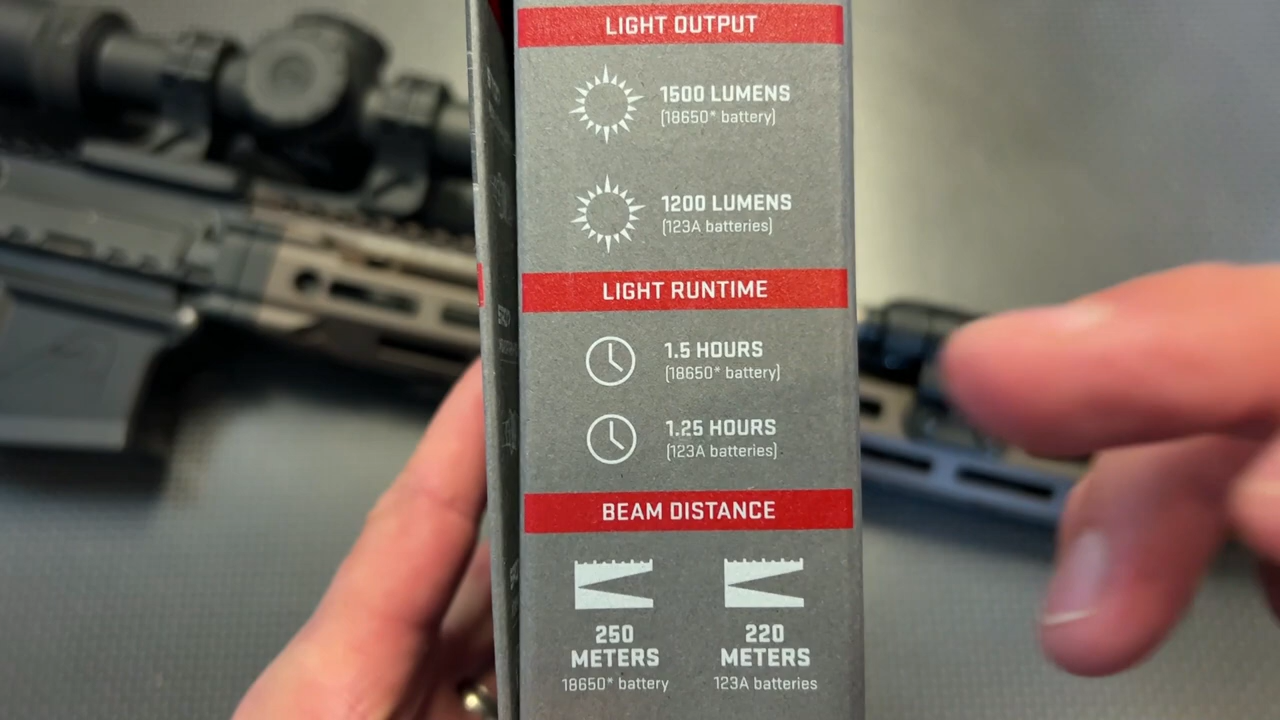 LIGHT OUTPUT
1500 LUMENS
(18650* battery)
1200 LUMENS
(123A batteries)
LIGHT RUNTIME
1.5 HOURS
(18650* battery)
1.25 HOURS
(123A batteries)
BEAM DISTANCE
250
METERS
18650* battery
220
METERS
123A batteries